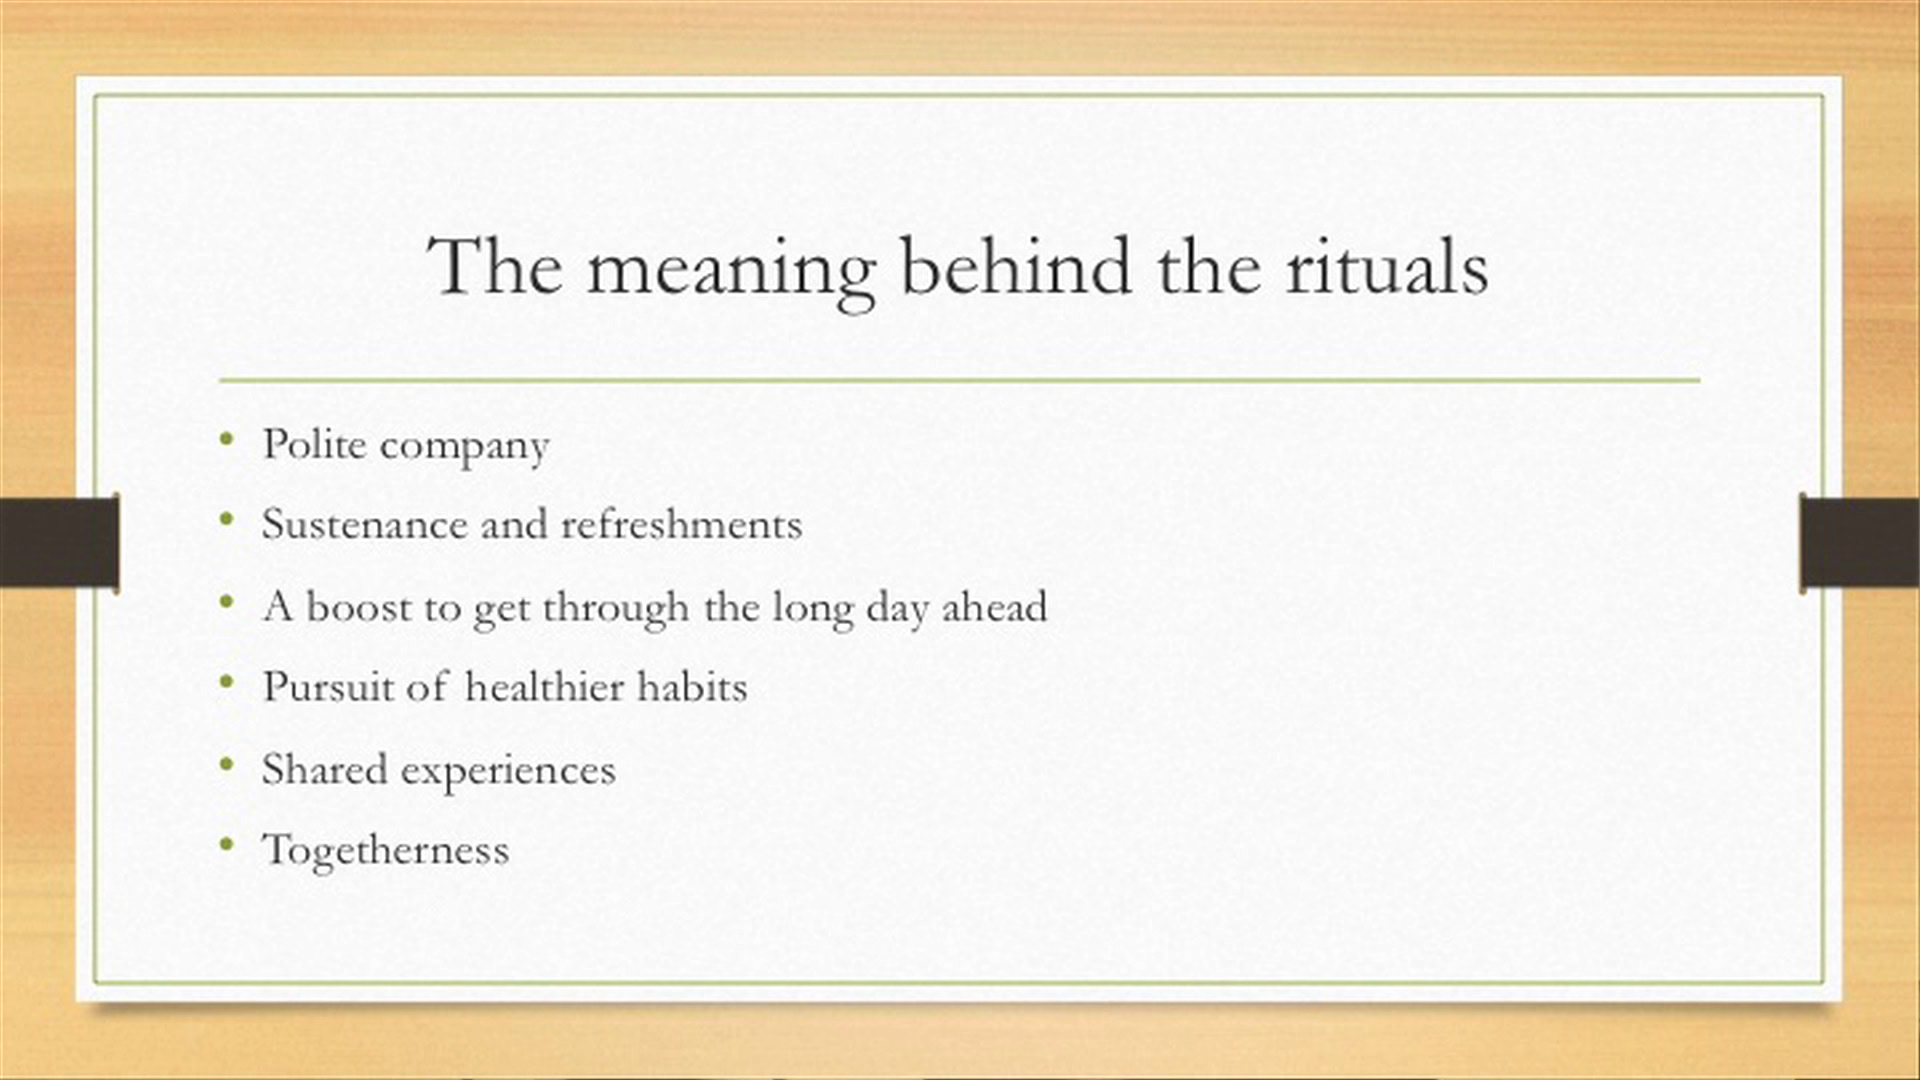 The meaning behind the rituals
• Polite company
• Sustenance and refreshments
• A boost to get through the long day ahead
• Pursuit of healthier habits
• Shared experiences
• Togetherness